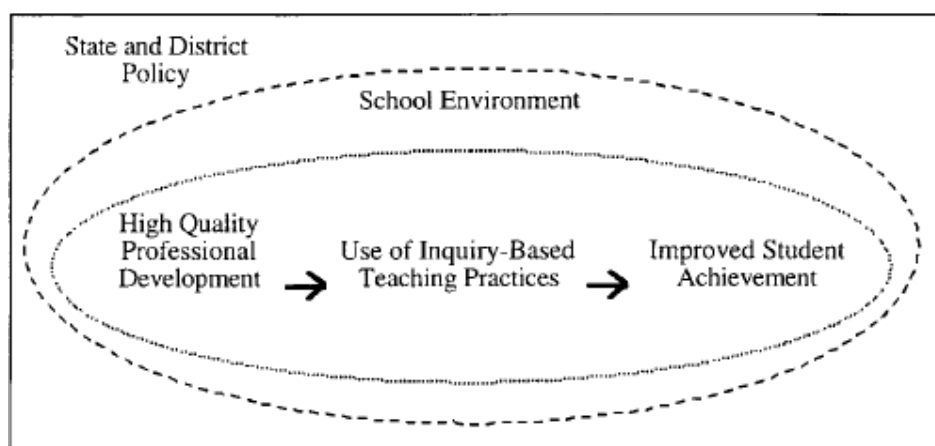 State and District
Policy
School Environment
High Quality
Professional
Development
Use of Inquiry-Based
Teaching Practices
Improved Student
Achievement